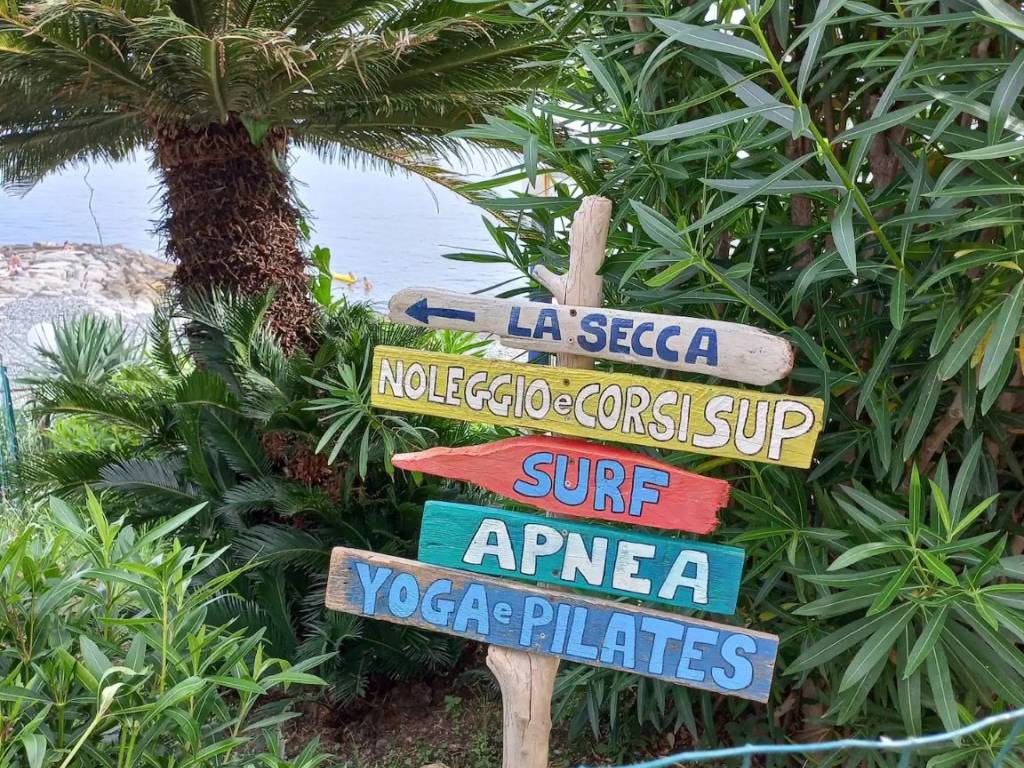 LA SECCA
NOLEGGIO e CORSI SUP
SURF
APNEA
YOGA e PILATES